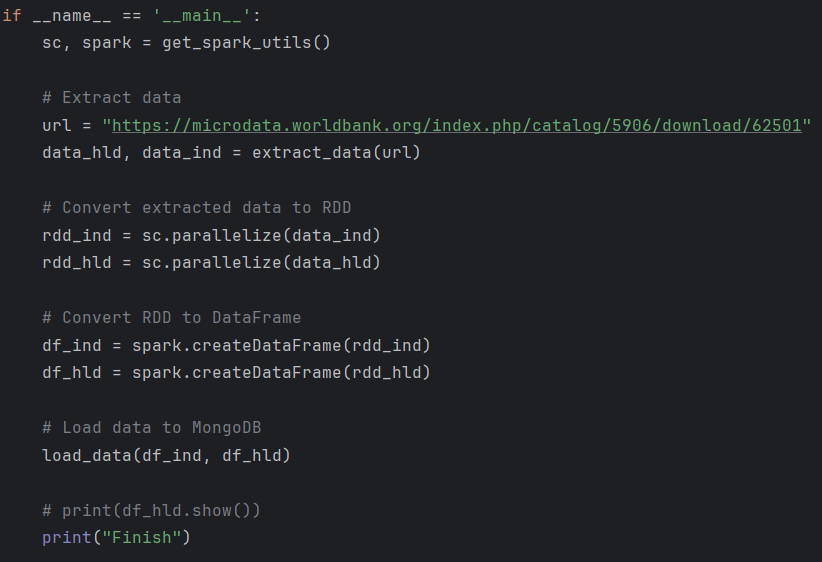 if __name__ == '__main__':
    sc, spark = get_spark_utils()

    # Extract data
    url = "https://microdata.worldbank.org/index.php/catalog/5906/download/62501"
    data_hld, data_ind = extract_data(url)

    # Convert extracted data to RDD
    rdd_ind = sc.parallelize(data_ind)
    rdd_hld = sc.parallelize(data_hld)

    # Convert RDD to DataFrame
    df_ind = spark.createDataFrame(rdd_ind)
    df_hld = spark.createDataFrame(rdd_hld)

    # Load data to MongoDB
    load_data(df_ind, df_hld)

    # print(df_hld.show())
    print("Finish")